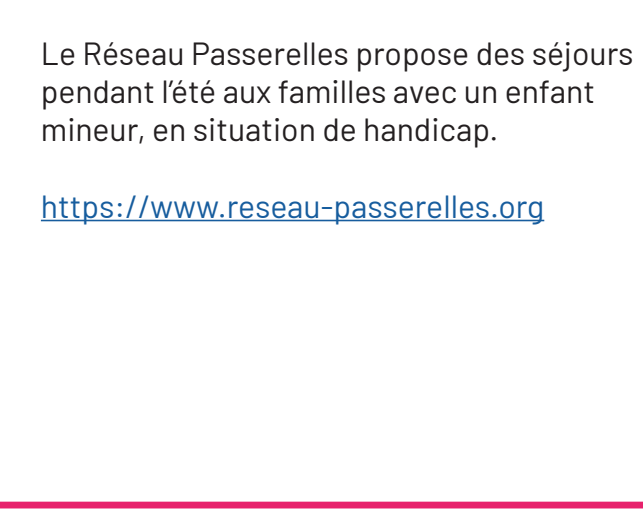 Le Réseau Passerelles propose des séjours
pendant l'été aux familles avec un enfant
mineur, en situation de handicap.
https://www.reseau-passerelles.org